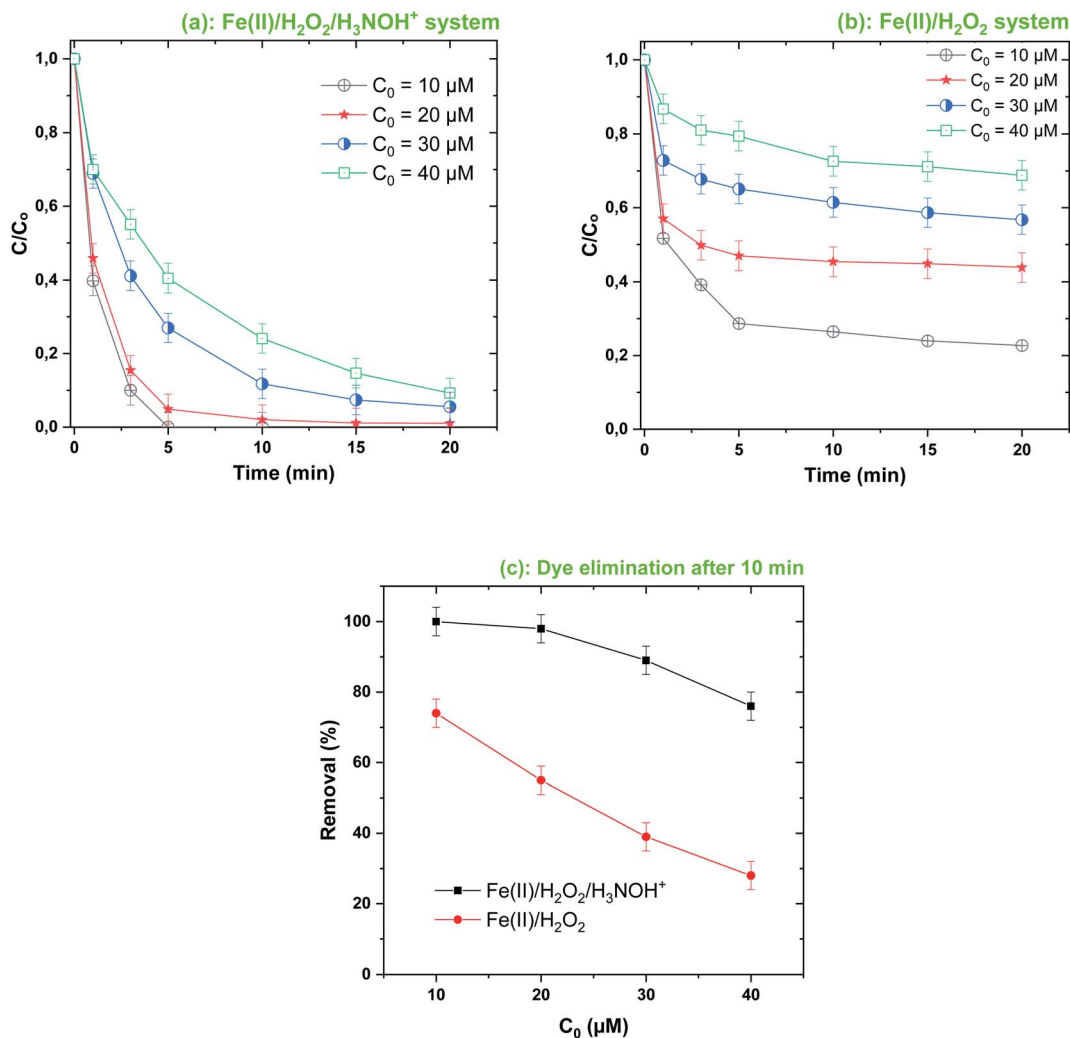 (a): Fe(II)/H₂O₂/H₃NOH⁺ system
1,0
0,8
0,6
0,4
0,2
0,0
C/Cₒ
0
5
10
15
20
Time (min)
C₀ = 10 μM
C₀ = 20 μM
C₀ = 30 μM
C₀ = 40 μM
(b): Fe(II)/H₂O₂ system
1,0
0,8
0,6
0,4
0,2
0,0
C/Cₒ
0
5
10
15
20
Time (min)
C₀ = 10 μM
C₀ = 20 μM
C₀ = 30 μM
C₀ = 40 μM
(c): Dye elimination after 10 min
100
80
60
40
20
0
Removal (%)
10
20
30
40
C₀ (μM)
Fe(II)/H₂O₂/H₃NOH⁺
Fe(II)/H₂O₂